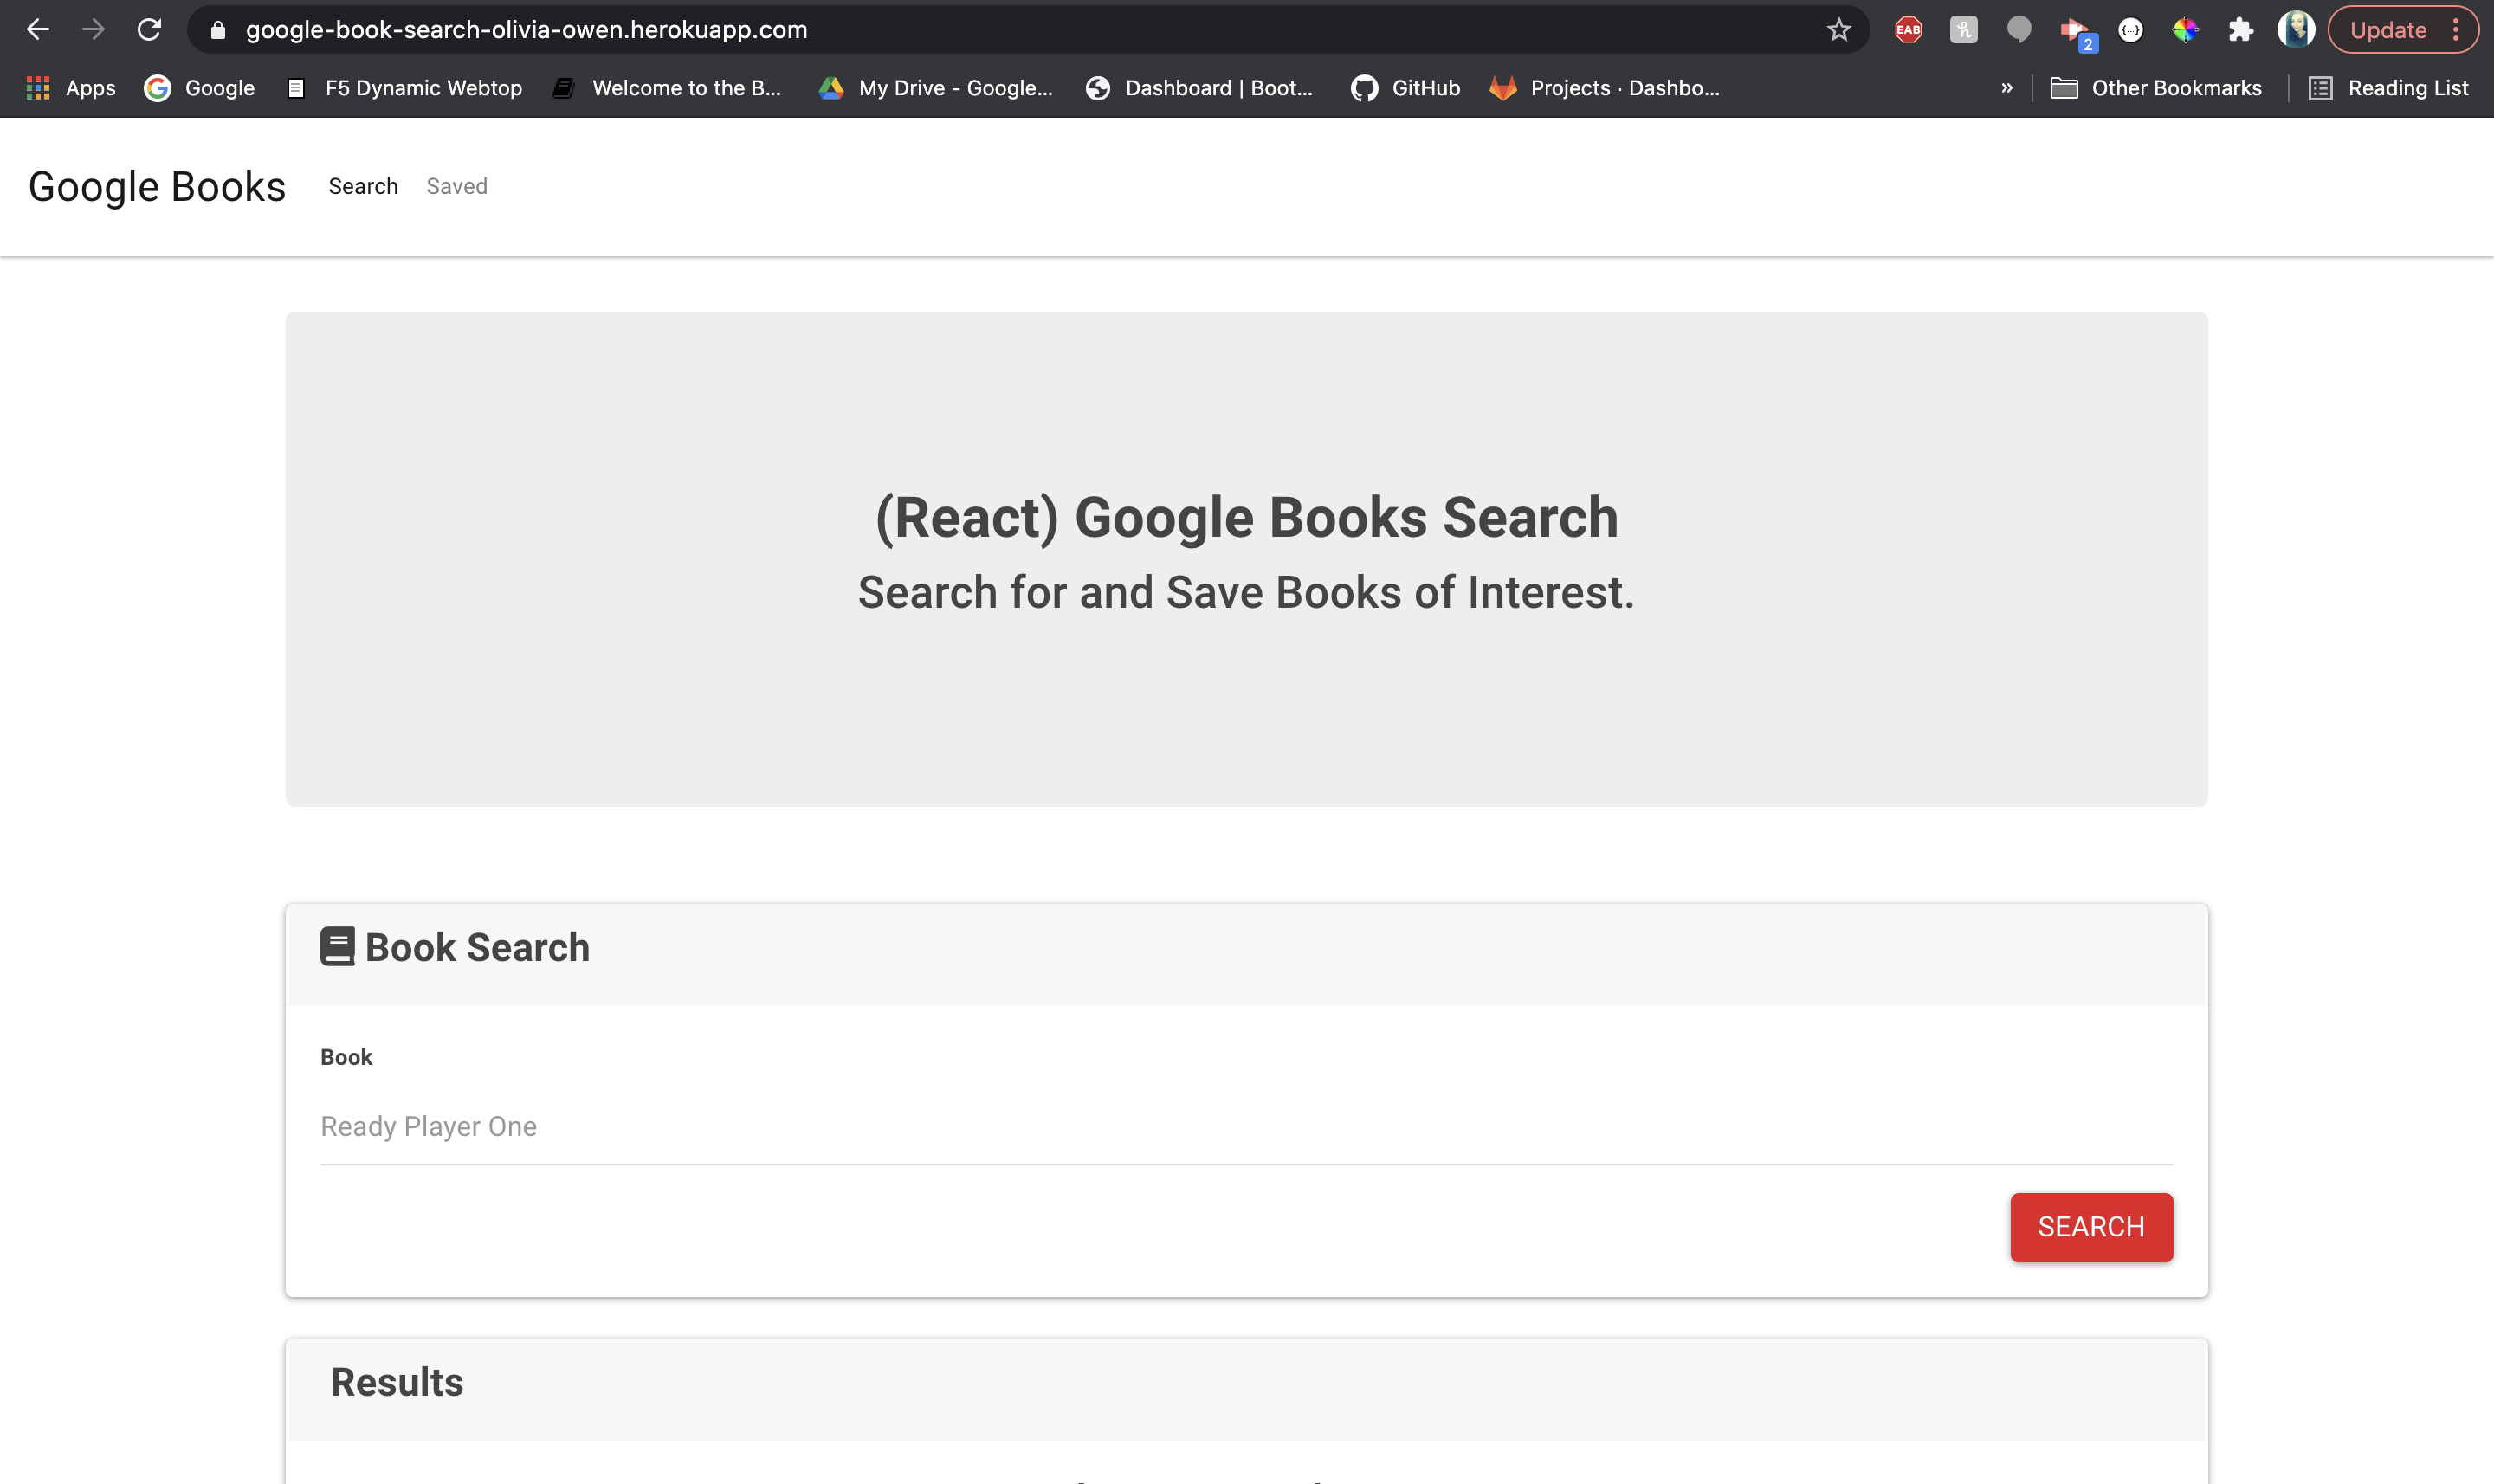 google-book-search-olivia-owen.herokuapp.com
EAB
h
2
{...}
Update
Apps
Google
F5 Dynamic Webtop
Welcome to the B...
My Drive - Google...
Dashboard | Boot...
GitHub
Projects · Dashbo...
»
Other Bookmarks
Reading List
Google Books
Search
Saved
(React) Google Books Search
Search for and Save Books of Interest.
Book Search
Book
Ready Player One
SEARCH
Results